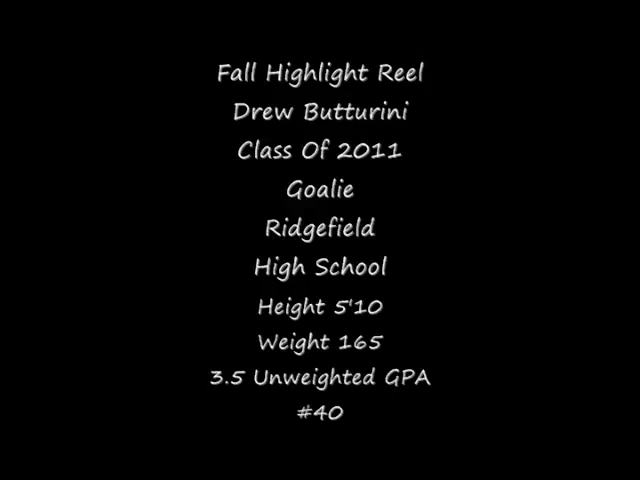 Fall Highlight Reel
Drew Butturini
Class Of 2011
Goalie
Ridgefield
High School
Height 5'10
Weight 165
3.5 Unweighted GPA
#40